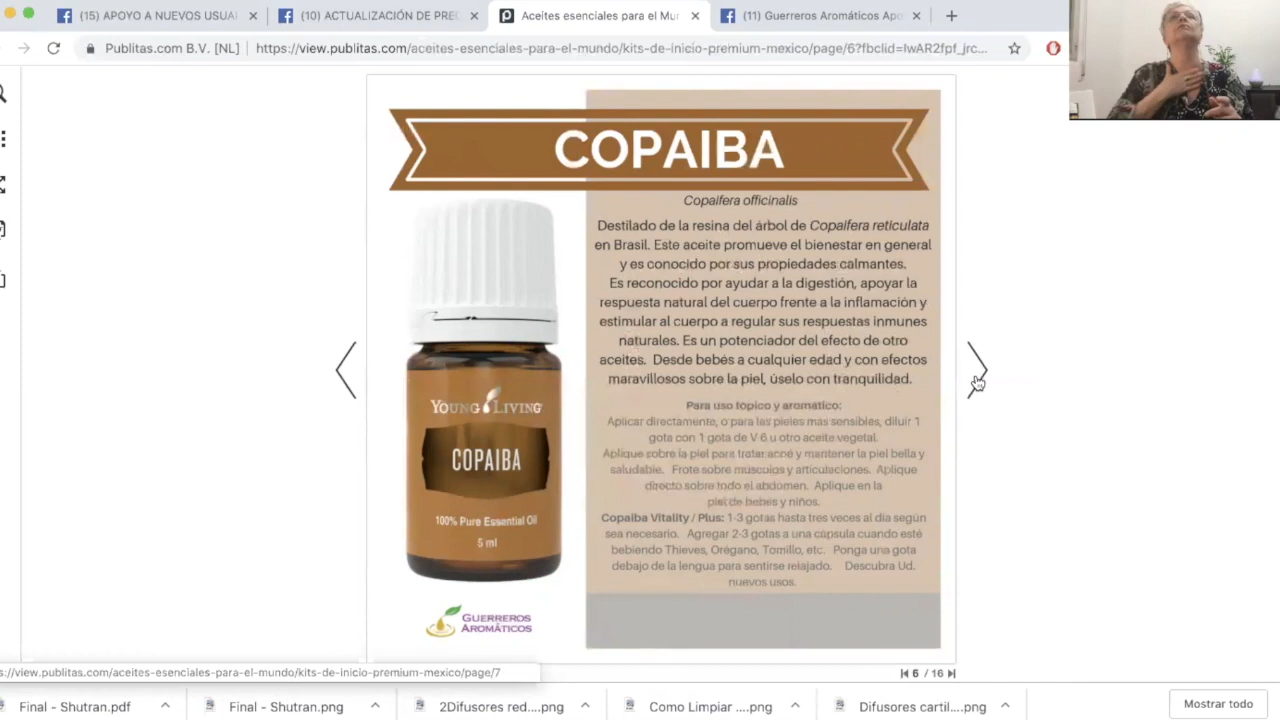 (15) APOYO A NUEVOS USUA
(10) ACTUALIZACIÓN DE PRE
Aceites esenciales para el Mun
(11) Guerreros Aromáticos Apo
Publitas.com B.V. [NL]
https://view.publitas.com/aceites-esenciales-para-el-mundo/kits-de-inicio-premium-mexico/page/6?fbclid=IwAR2fpf_jrc...
COPAIBA
Copaifera officinalis
Destilado de la resina del árbol de Copaifera reticulata
en Brasil. Este aceite promueve el bienestar en general
y es conocido por sus propiedades calmantes.
Es reconocido por ayudar a la digestión, apoyar la
respuesta natural del cuerpo frente a la inflamación y
estimular al cuerpo a regular sus respuestas inmunes
naturales. Es un potenciador del efecto de otro
aceites. Desde bebés a cualquier edad y con efectos
maravillosos sobre la piel, úselo con tranquilidad.
Para uso tópico y aromático:
Aplicar directamente, o para las pieles mas sensibles, diluir 1
gota con 1 gota de V 6 u otro aceite vegetal.
Aplique sobre la piel para tratar acné y mantener la piel bella y
saludable. Frote sobre músculos y articulaciones. Aplique
directo sobre todo el abdomen. Aplique en la
piel de bebés y niños.
Copaiba Vitality / Plus: 1-3 gotas hasta tres veces al día según
sea necesario. Agregar 2-3 gotas a una cápsula cuando esté
bebiendo Thieves, Orégano, Tomillo, etc. Ponga una gota
debajo de la lengua para sentirse relajado. Descubra Ud.
nuevos usos.
YOUNG LIVING
COPAIBA
100% Pure Essential Oil
5 ml
GUERREROS
AROMÁTICOS
6 / 16
s://view.publitas.com/aceites-esenciales-para-el-mundo/kits-de-inicio-premium-mexico/page/7
Final - Shutran.pdf
Final - Shutran.png
2Difusores red....png
Como Limpiar ....png
Difusores cartil....png
Mostrar todo